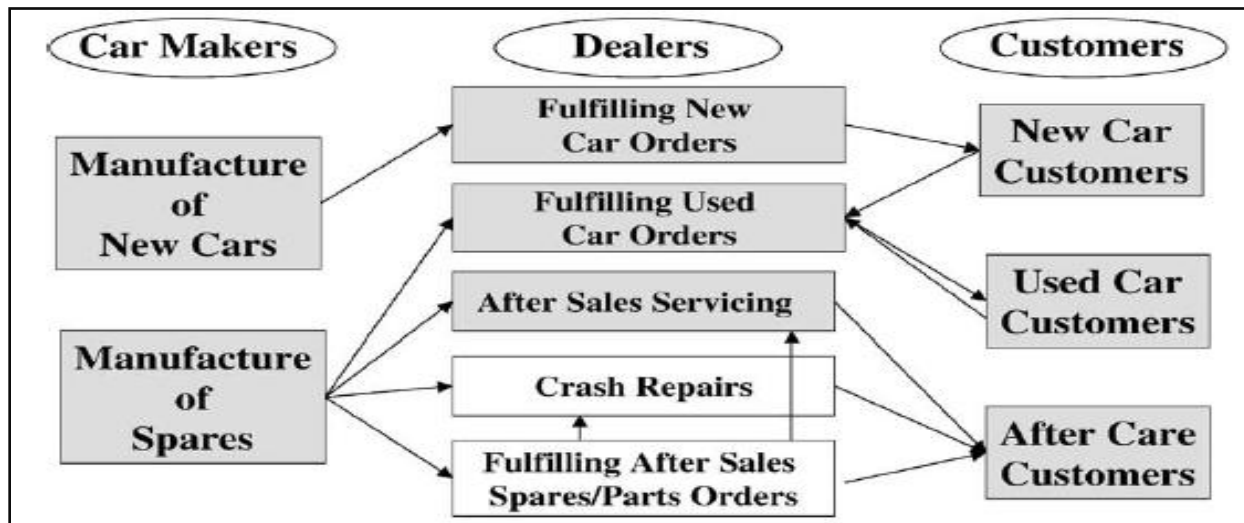 Car Makers
Dealers
Customers
Manufacture
of
New Cars
Manufacture
of
Spares
Fulfilling New
Car Orders
Fulfilling Used
Car Orders
After Sales Servicing
Crash Repairs
Fulfilling After Sales
Spares/Parts Orders
New Car
Customers
Used Car
Customers
After Care
Customers